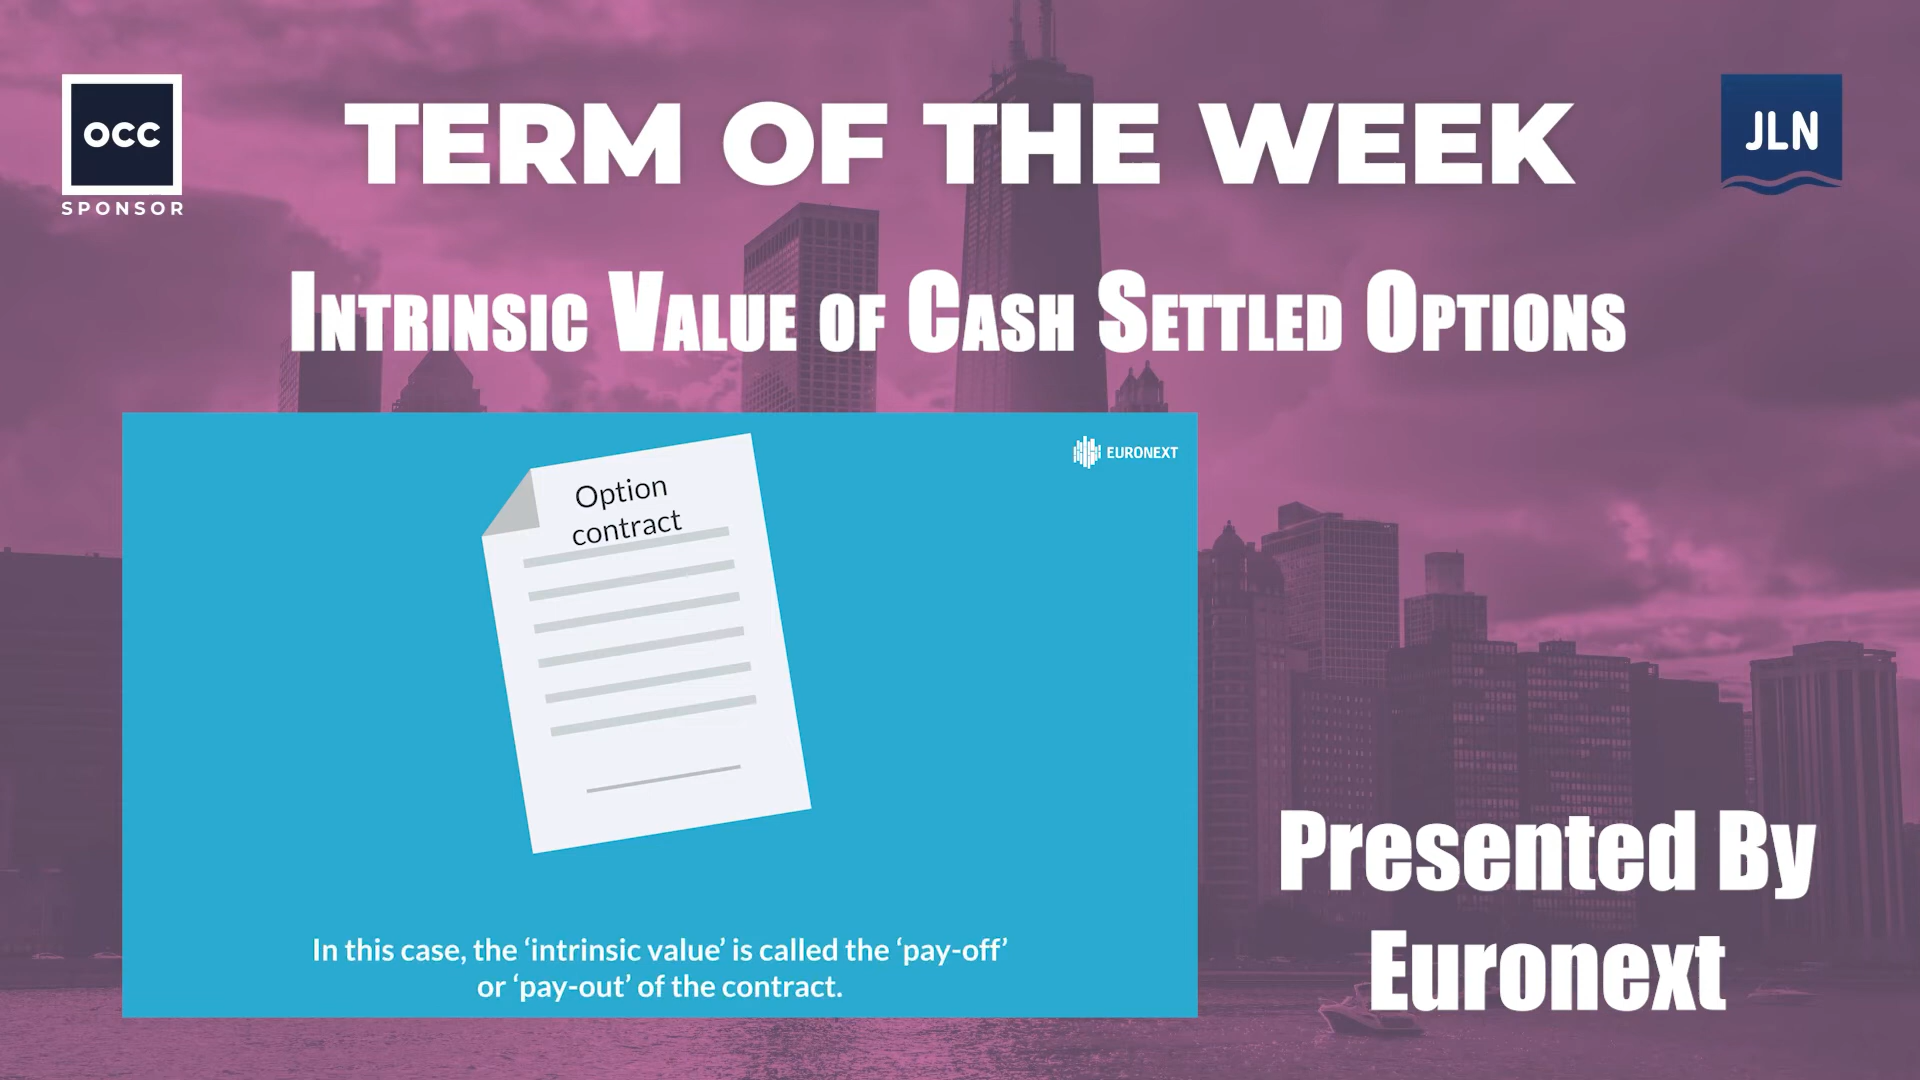 OCC
SPONSOR
TERM OF THE WEEK
JLN
INTRINSIC VALUE OF CASH SETTLED OPTIONS
EURONEXT
Option
contract
In this case, the ‘intrinsic value’ is called the ‘pay-off’
or ‘pay-out’ of the contract.
Presented By
Euronext